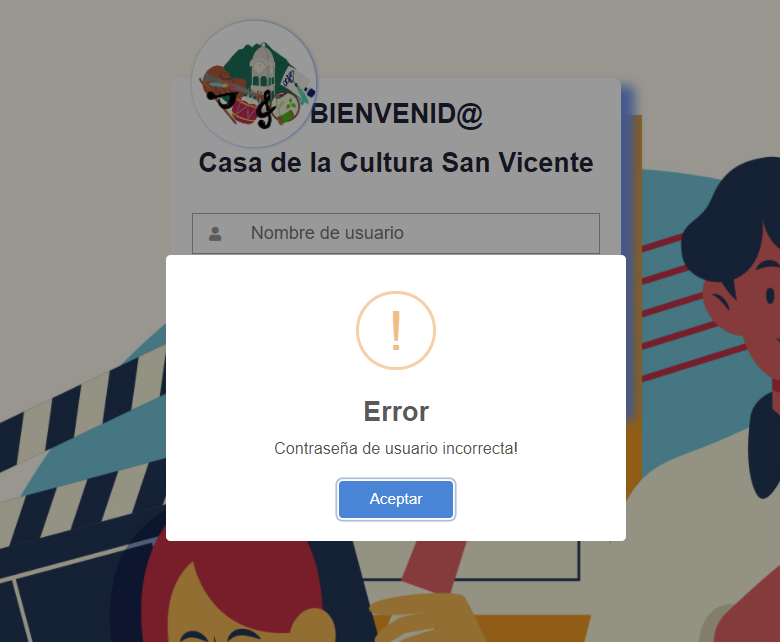 BIENVENID@
Casa de la Cultura San Vicente
Nombre de usuario
!
Error
Contraseña de usuario incorrecta!
Aceptar